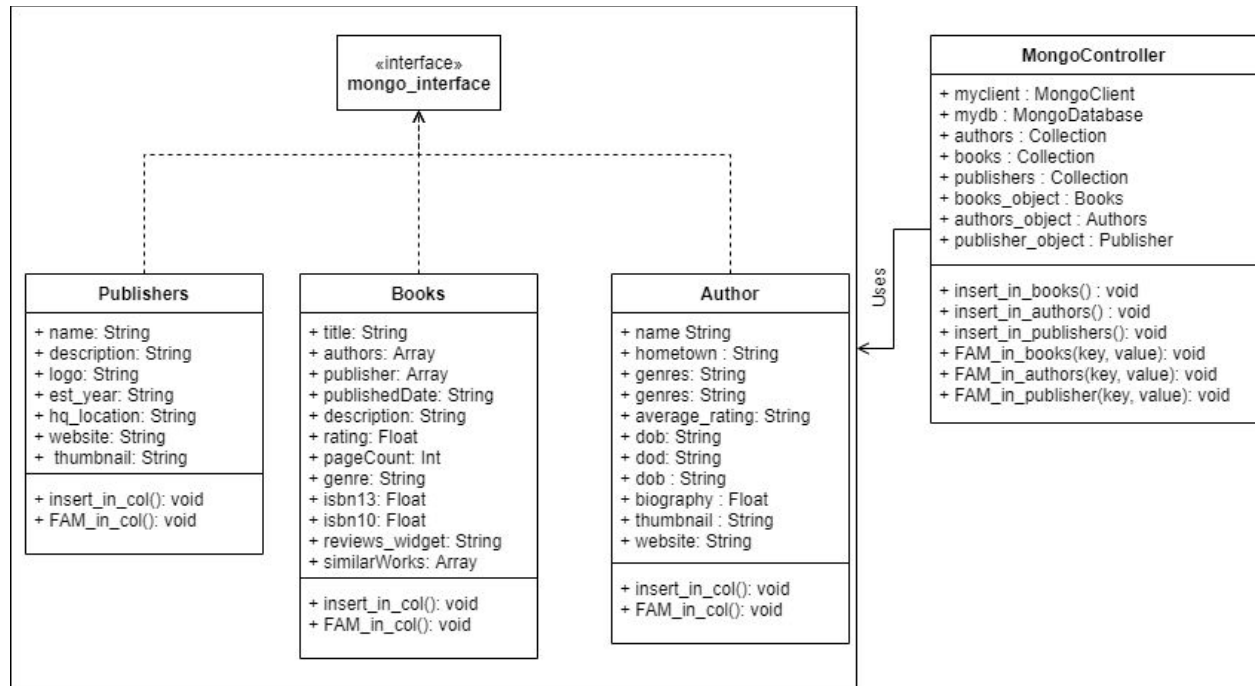 «interface»
mongo_interface
Publishers
+ name: String
+ description: String
+ logo: String
+ est_year: String
+ hq_location: String
+ website: String
+ thumbnail: String
+ insert_in_col(): void
+ FAM_in_col(): void
Books
+ title: String
+ authors: Array
+ publisher: Array
+ publishedDate: String
+ description: String
+ rating: Float
+ pageCount: Int
+ genre: String
+ isbn13: Float
+ isbn10: Float
+ reviews_widget: String
+ similarWorks: Array
+ insert_in_col(): void
+ FAM_in_col(): void
Author
+ name String
+ hometown : String
+ genres: String
+ genres: String
+ average_rating: String
+ dob: String
+ dod: String
+ dob : String
+ biography : Float
+ thumbnail : String
+ website: String
+ insert_in_col(): void
+ FAM_in_col(): void
Uses
MongoController
+ myclient : MongoClient
+ mydb : MongoDatabase
+ authors : Collection
+ books : Collection
+ publishers : Collection
+ books_object : Books
+ authors_object : Authors
+ publisher_object : Publisher
+ insert_in_books() : void
+ insert_in_authors() : void
+ insert_in_publishers(): void
+ FAM_in_books(key, value): void
+ FAM_in_authors(key, value): void
+ FAM_in_publisher(key, value): void